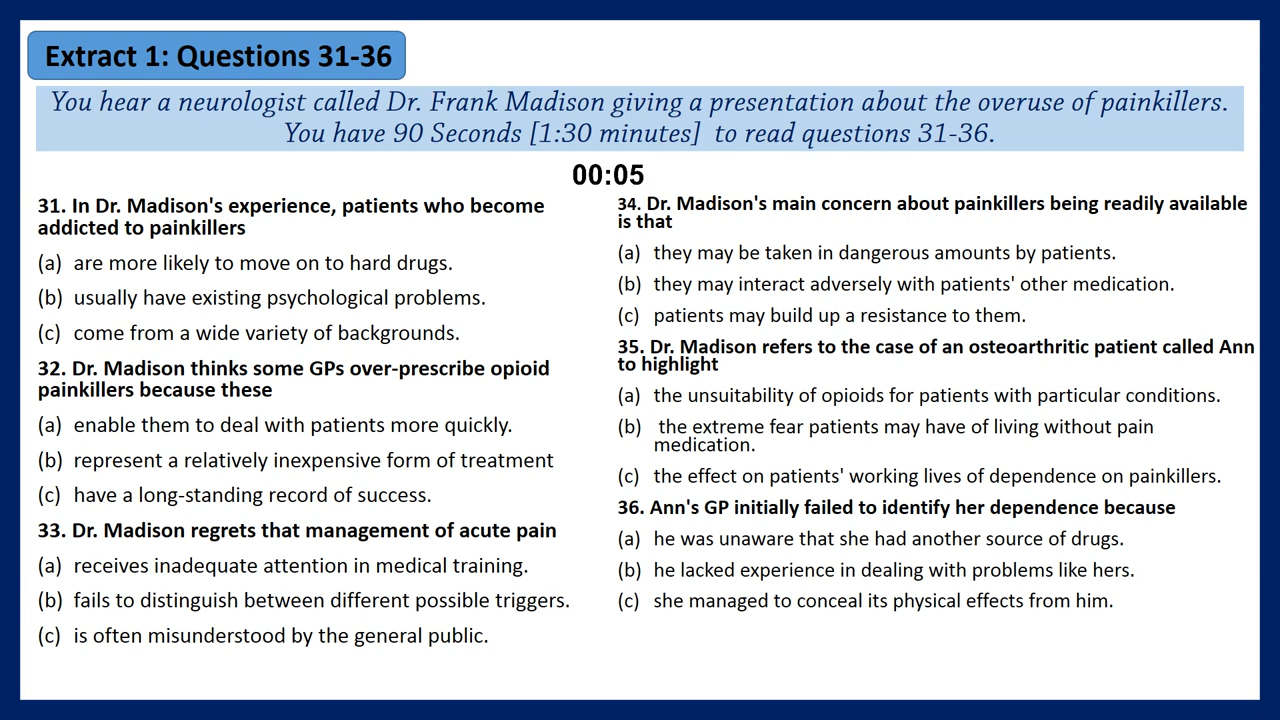 Extract 1: Questions 31-36
You hear a neurologist called Dr. Frank Madison giving a presentation about the overuse of painkillers.
You have 90 Seconds [1:30 minutes] to read questions 31-36.
00:05
31. In Dr. Madison's experience, patients who become
addicted to painkillers
(a) are more likely to move on to hard drugs.
(b) usually have existing psychological problems.
(c) come from a wide variety of backgrounds.
32. Dr. Madison thinks some GPs over-prescribe opioid
painkillers because these
(a) enable them to deal with patients more quickly.
(b) represent a relatively inexpensive form of treatment
(c) have a long-standing record of success.
33. Dr. Madison regrets that management of acute pain
(a) receives inadequate attention in medical training.
(b) fails to distinguish between different possible triggers.
(c) is often misunderstood by the general public.
34. Dr. Madison's main concern about painkillers being readily available
is that
(a) they may be taken in dangerous amounts by patients.
(b) they may interact adversely with patients' other medication.
(c) patients may build up a resistance to them.
35. Dr. Madison refers to the case of an osteoarthritic patient called Ann
to highlight
(a) the unsuitability of opioids for patients with particular conditions.
(b) the extreme fear patients may have of living without pain
medication.
(c) the effect on patients' working lives of dependence on painkillers.
36. Ann's GP initially failed to identify her dependence because
(a) he was unaware that she had another source of drugs.
(b) he lacked experience in dealing with problems like hers.
(c) she managed to conceal its physical effects from him.